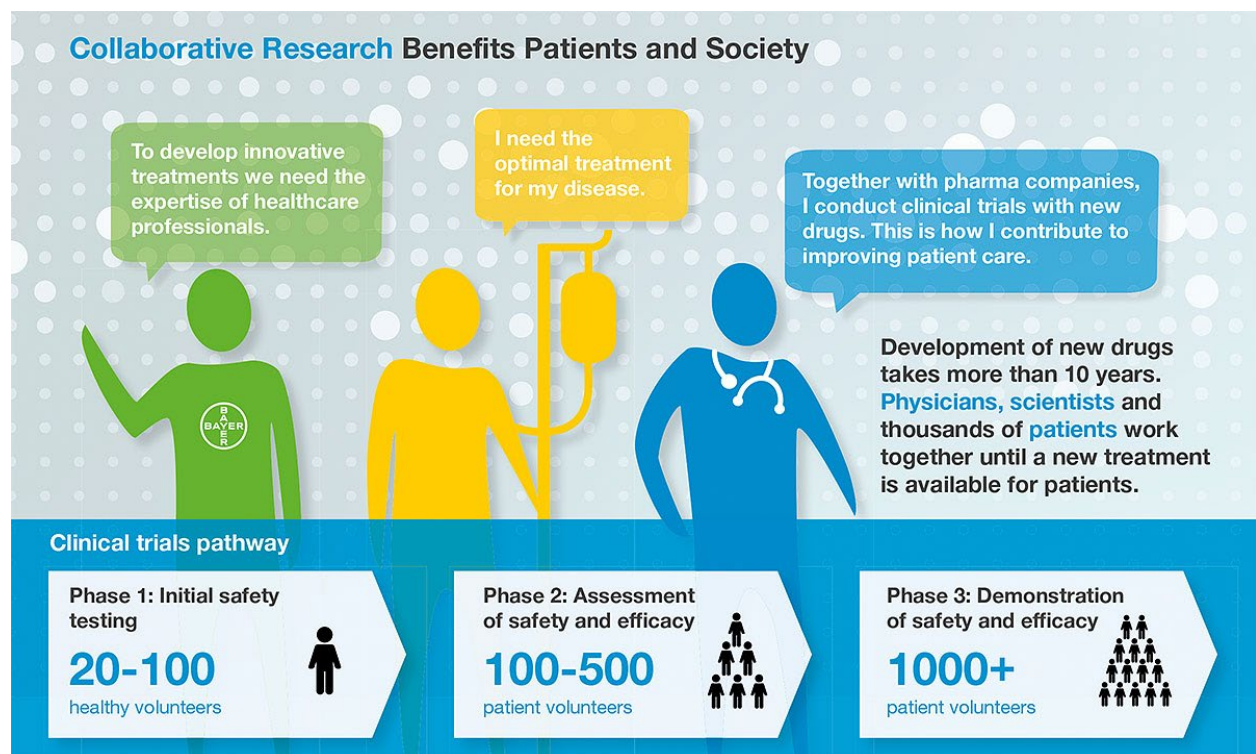 Collaborative Research Benefits Patients and Society
To develop innovative
treatments we need the
expertise of healthcare
professionals.
I need the
optimal treatment
for my disease.
Together with pharma companies,
I conduct clinical trials with new
drugs. This is how I contribute to
improving patient care.
BAYER
BAYER
Development of new drugs
takes more than 10 years.
Physicians, scientists and
thousands of patients work
together until a new treatment
is available for patients.
Clinical trials pathway
Phase 1: Initial safety
testing
20-100
healthy volunteers
Phase 2: Assessment
of safety and efficacy
100-500
patient volunteers
Phase 3: Demonstration
of safety and efficacy
1000+
patient volunteers